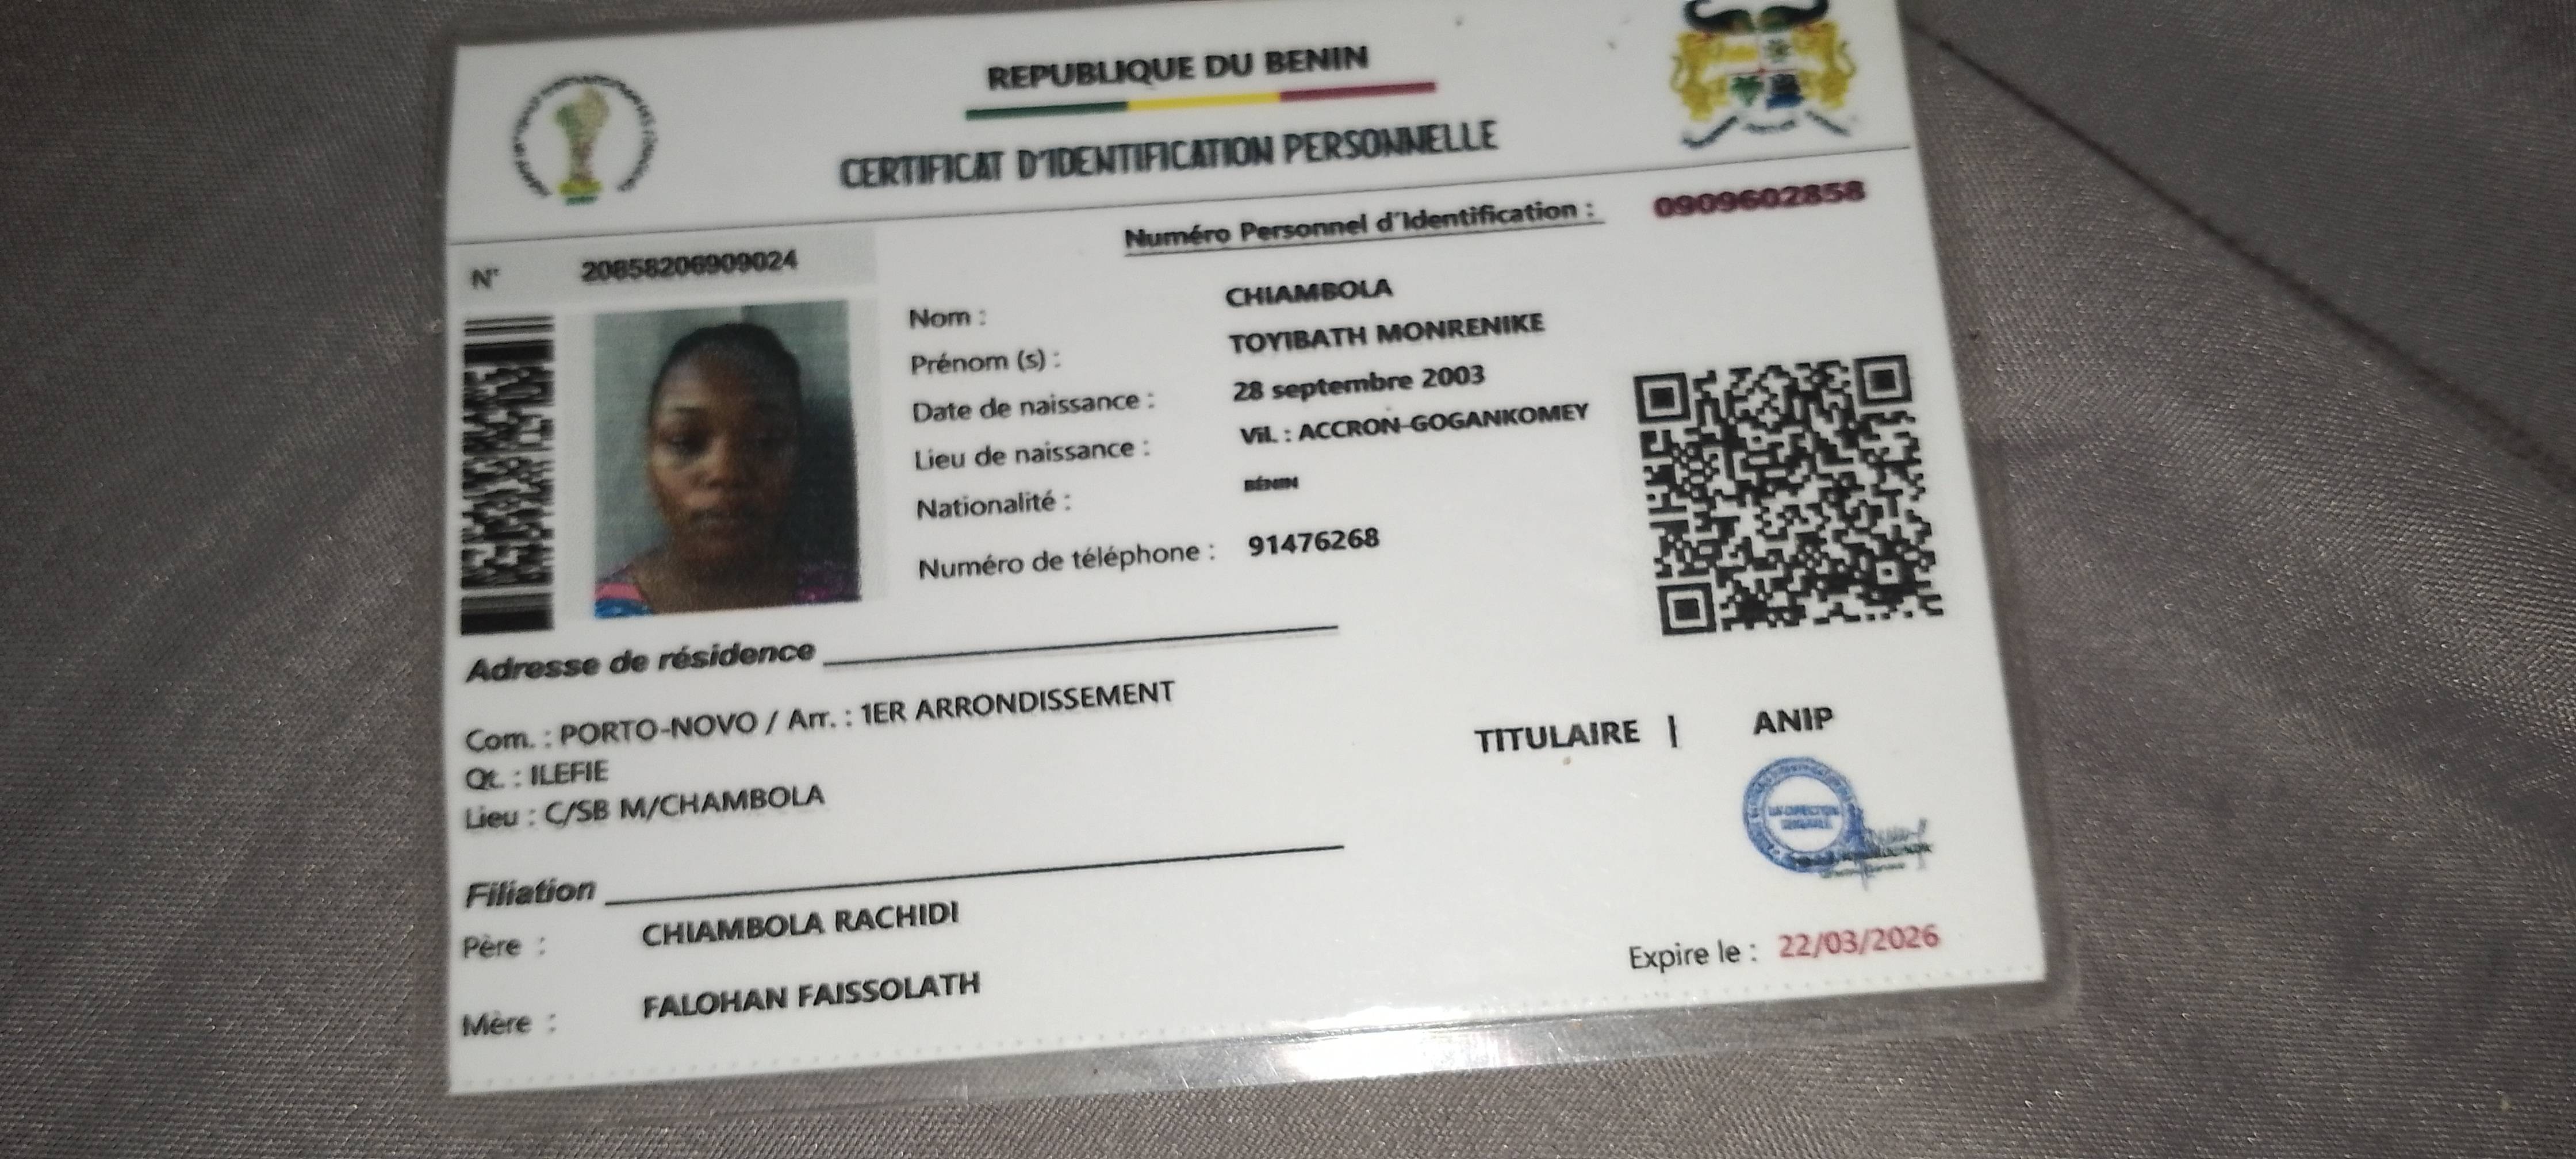 REPUBLIQUE DU BENIN
CERTIFICAT D'IDENTIFICATION PERSONNELLE
Numéro Personnel d'Identification : 0909602858
N° 20858206909024
Nom : CHIAMBOLA
Prénom (s) : TOYIBATH MONRENIKE
Date de naissance : 28 septembre 2003
Lieu de naissance : Vil. : ACCRON-GOGANKOMEY
Nationalité : BÉNIN
Numéro de téléphone : 91476268
Adresse de résidence
Com. : PORTO-NOVO / Arr. : 1ER ARRONDISSEMENT
Qt. : ILEFIE
Lieu : C/SB M/CHAMBOLA
TITULAIRE | ANIP
Filiation
Père : CHIAMBOLA RACHIDI
Mère : FALOHAN FAISSOLATH
Expire le : 22/03/2026